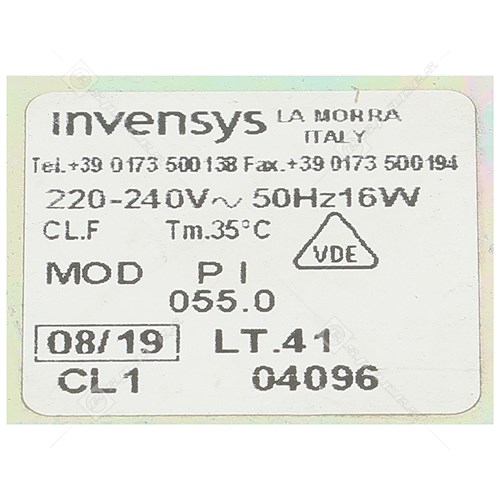 invensys LA MORRA
ITALY
Tel.+39 0173 500138 Fax.+39 0173 500194
220-240V~ 50Hz16W
CL.F Tm.35°C VDE
MOD PI
055.0
08/19 LT.41
CL1 04096